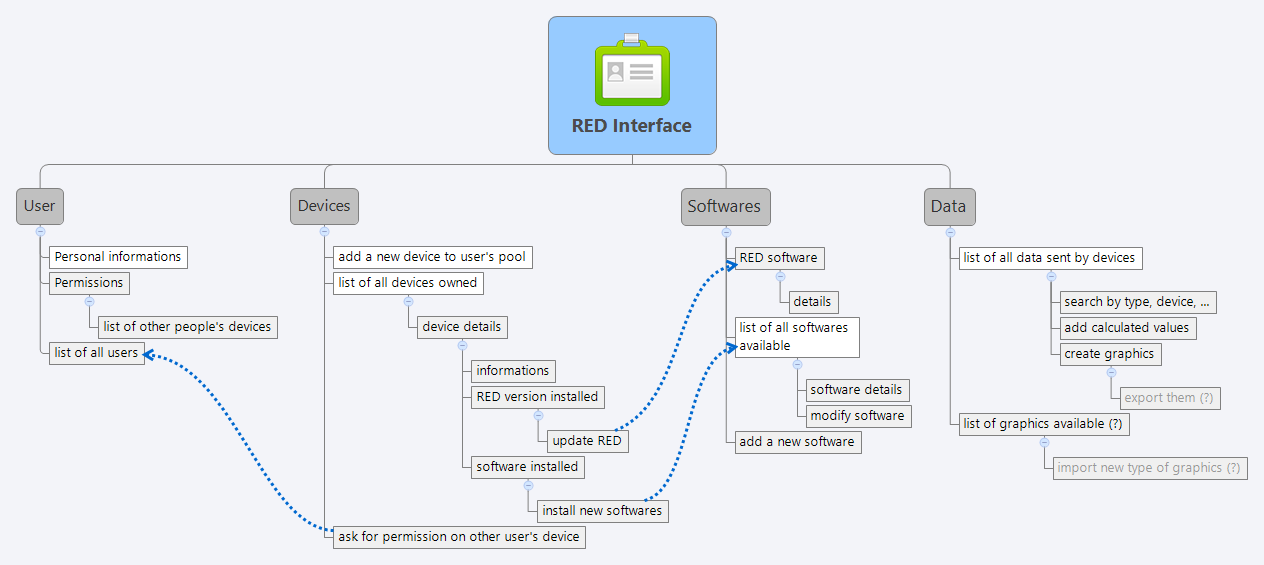 RED Interface
User
Personal informations
Permissions
list of other people's devices
list of all users
Devices
add a new device to user's pool
list of all devices owned
device details
informations
RED version installed
update RED
software installed
install new softwares
ask for permission on other user's device
Softwares
RED software
details
list of all softwares
available
software details
modify software
add a new software
Data
list of all data sent by devices
search by type, device, ...
add calculated values
create graphics
export them (?)
list of graphics available (?)
import new type of graphics (?)